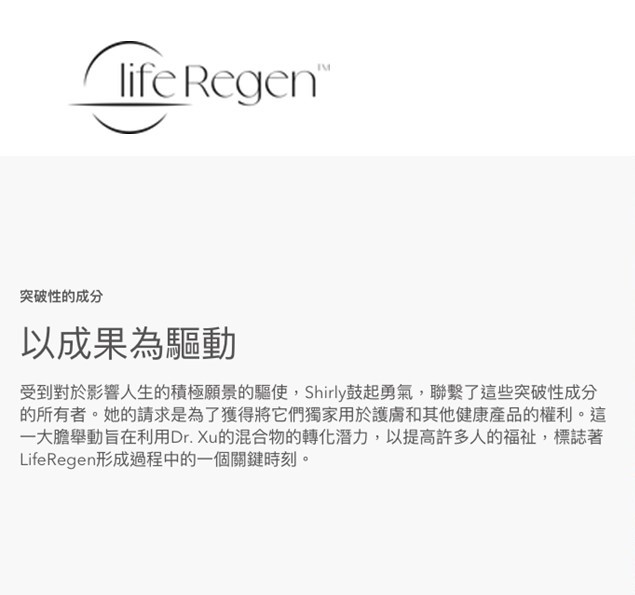 life Regen™
突破性的成分
以成果為驅動
受到對於影響人生的積極願景的驅使，Shirly鼓起勇氣，聯繫了這些突破性成分
的所有者。她的請求是為了獲得將它們獨家用於護膚和其他健康產品的權利。這
一大膽舉動旨在利用Dr. Xu的混合物的轉化潛力，以提高許多人的福祉，標誌著
LifeRegen形成過程中的一個關鍵時刻。